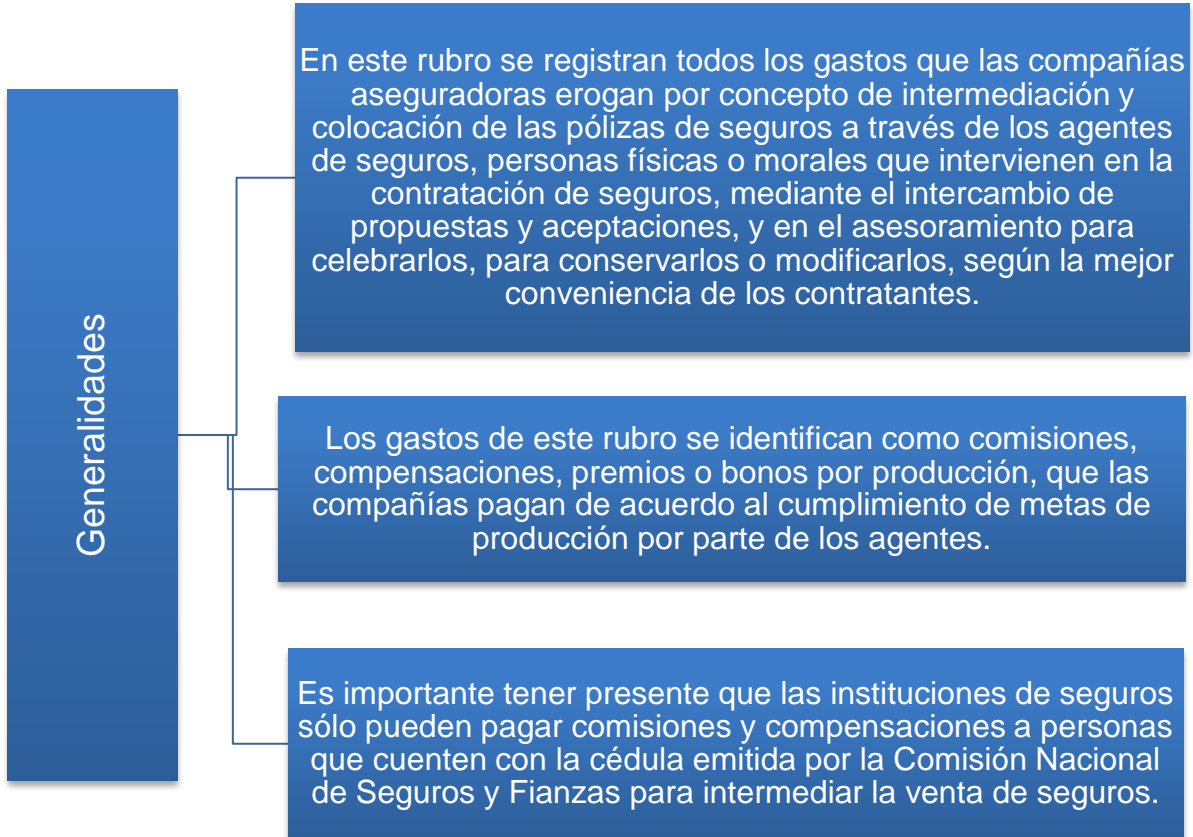 Generalidades
En este rubro se registran todos los gastos que las compañías
aseguradoras erogan por concepto de intermediación y
colocación de las pólizas de seguros a través de los agentes
de seguros, personas físicas o morales que intervienen en la
contratación de seguros, mediante el intercambio de
propuestas y aceptaciones, y en el asesoramiento para
celebrarlos, para conservarlos o modificarlos, según la mejor
conveniencia de los contratantes.
Los gastos de este rubro se identifican como comisiones,
compensaciones, premios o bonos por producción, que las
compañías pagan de acuerdo al cumplimiento de metas de
producción por parte de los agentes.
Es importante tener presente que las instituciones de seguros
sólo pueden pagar comisiones y compensaciones a personas
que cuenten con la cédula emitida por la Comisión Nacional
de Seguros y Fianzas para intermediar la venta de seguros.